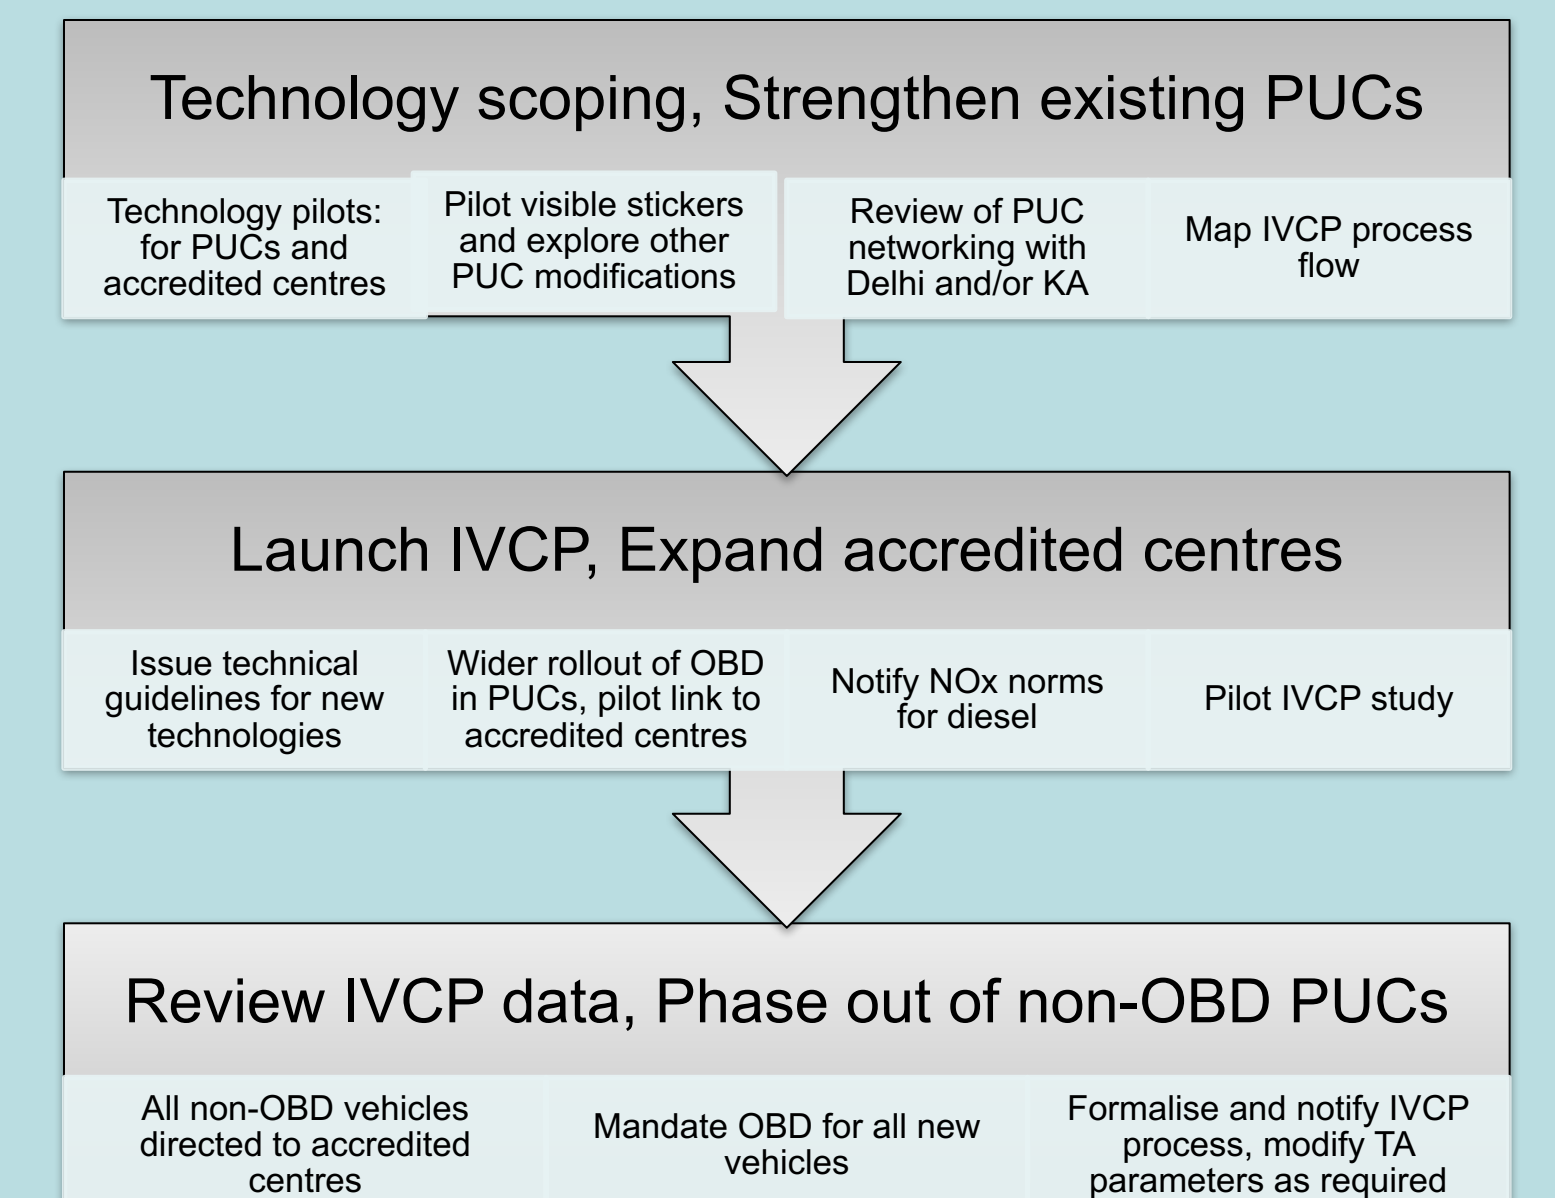 Technology scoping, Strengthen existing PUCs
Technology pilots:
for PUCs and
accredited centres
Pilot visible stickers
and explore other
PUC modifications
Review of PUC
networking with
Delhi and/or KA
Map IVCP process
flow
Launch IVCP, Expand accredited centres
Issue technical
guidelines for new
technologies
Wider rollout of OBD
in PUCs, pilot link to
accredited centres
Notify NOx norms
for diesel
Pilot IVCP study
Review IVCP data, Phase out of non-OBD PUCs
All non-OBD vehicles
directed to accredited
centres
Mandate OBD for all new
vehicles
Formalise and notify IVCP
process, modify TA
parameters as required